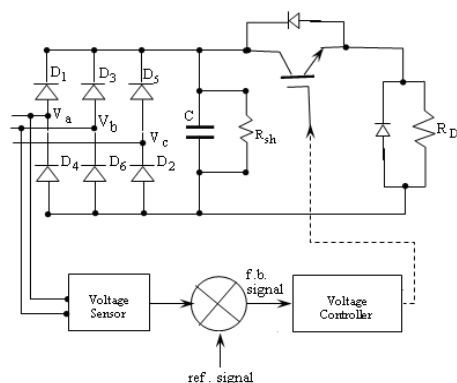 D1 D3 D5
Va Vb Vc
C Rsh RD
D4 D6 D2
f.b.
signal
Voltage
Sensor
Voltage
Controller
ref . signal